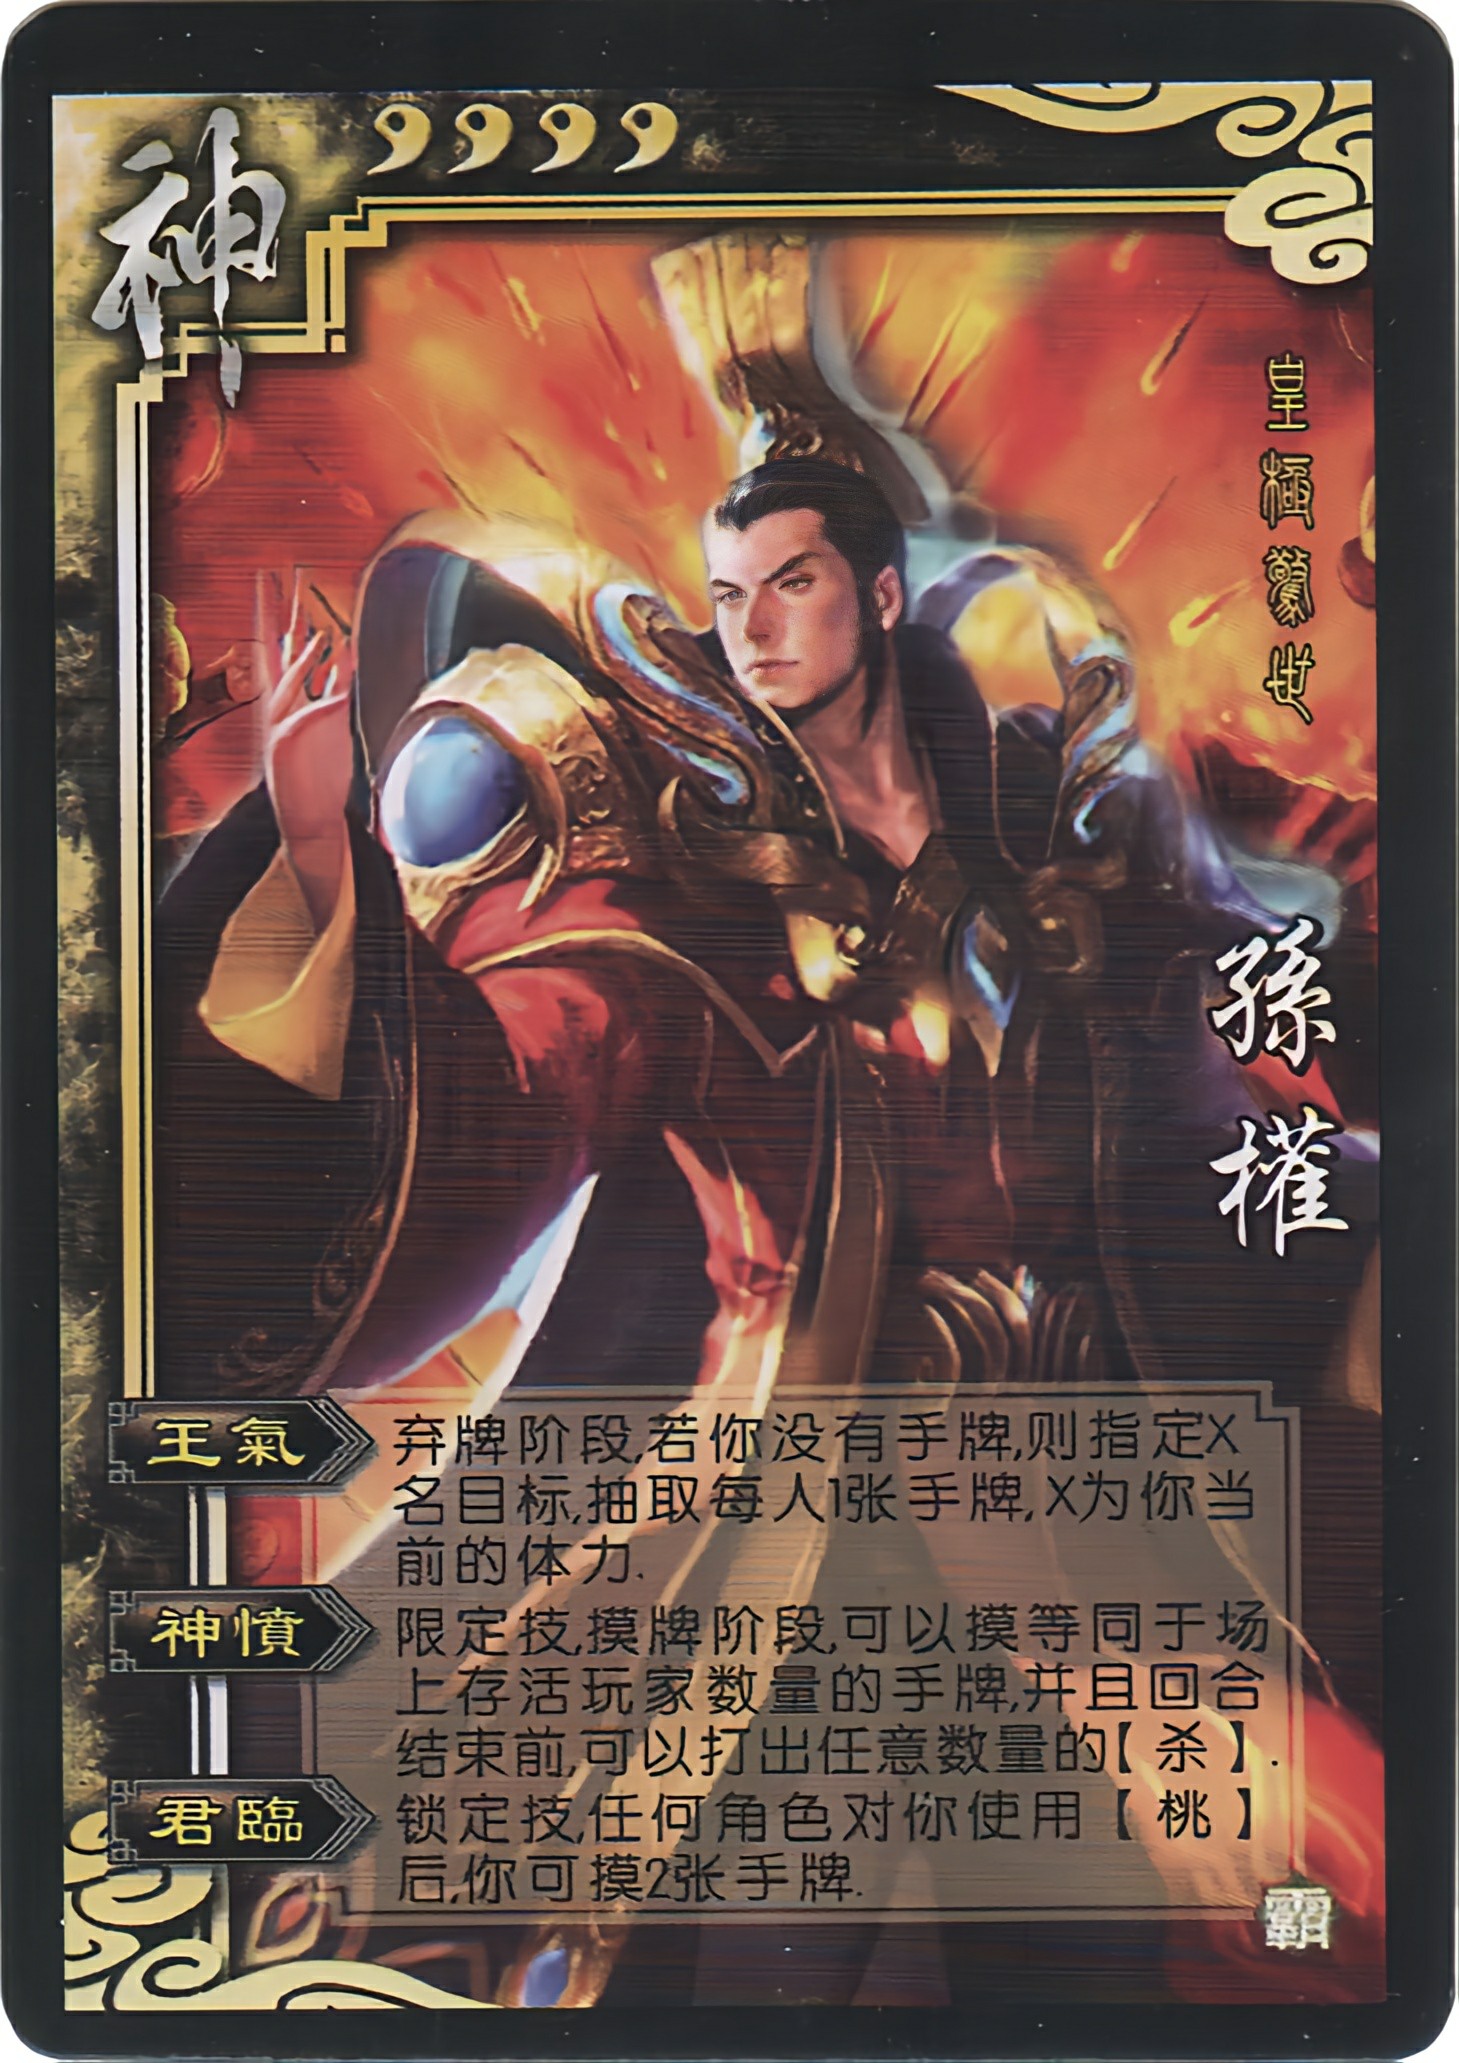 神
皇極驚世
孫權
王氣
弃牌阶段,若你没有手牌,则指定X
名目标,抽取每人1张手牌,X为你当
前的体力.
神憤
限定技,摸牌阶段,可以摸等同于场
上存活玩家数量的手牌,并且回合
结束前,可以打出任意数量的【杀】.
君臨
锁定技,任何角色对你使用【桃】
后,你可摸2张手牌.
霸